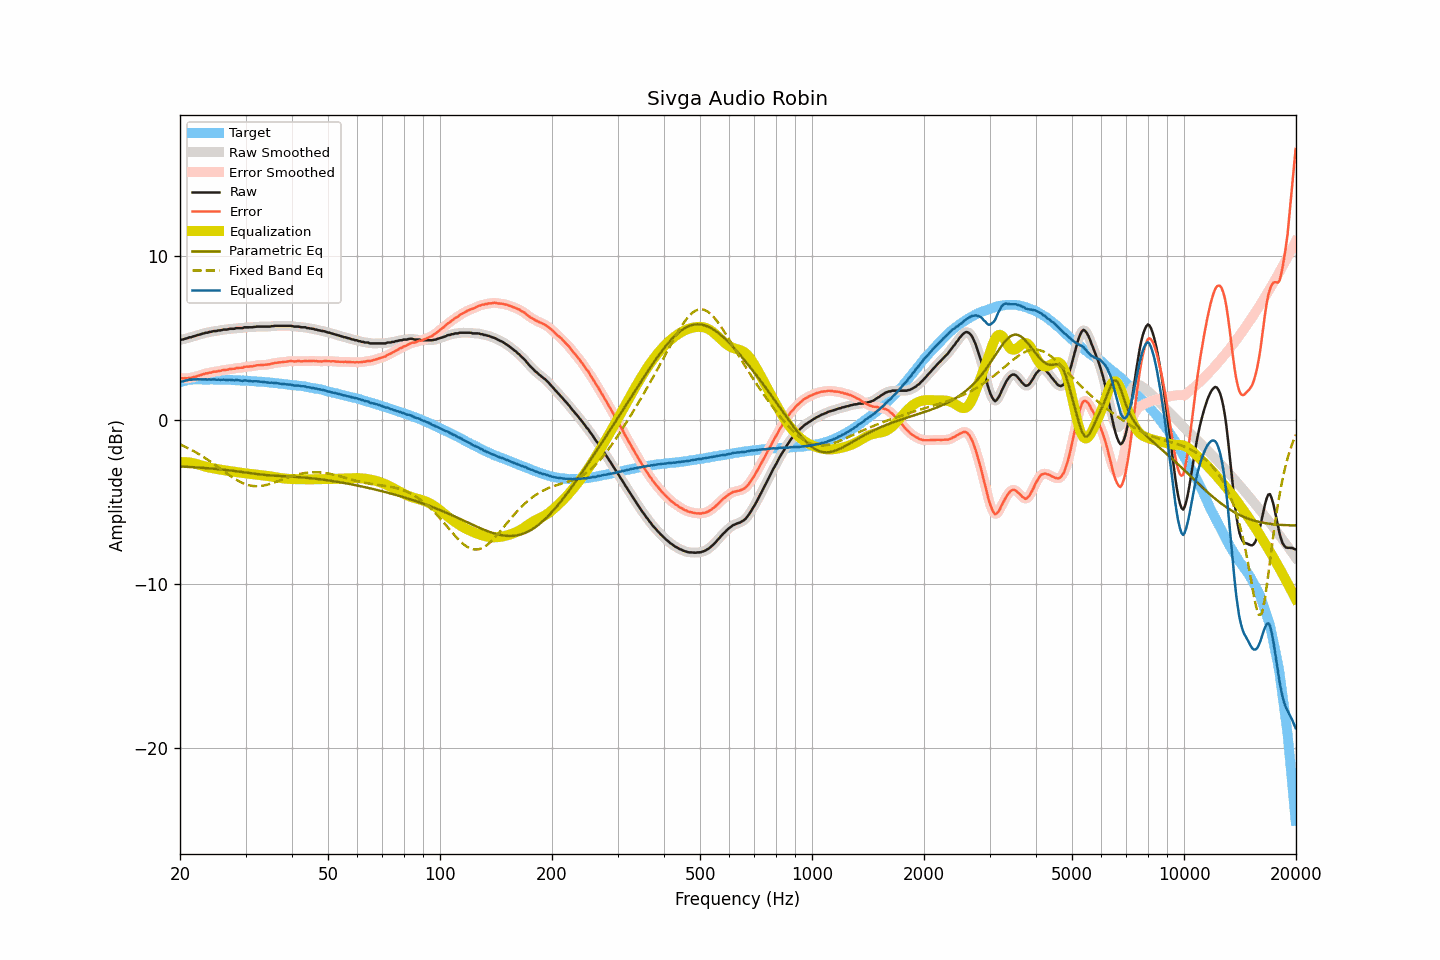 Sivga Audio Robin
Target
Raw Smoothed
Error Smoothed
Raw
Error
Equalization
Parametric Eq
Fixed Band Eq
Equalized
10
0
−10
−20
Amplitude (dBr)
20 50 100 200 500 1000 2000 5000 10000 20000
Frequency (Hz)